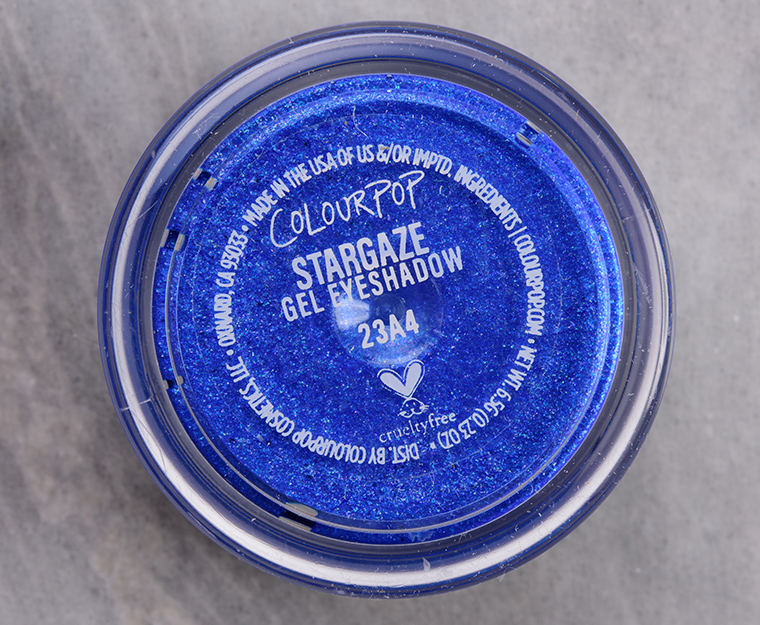 COLOURPOP
STARGAZE
GEL EYESHADOW
23A4
crueltyfree
• MADE IN THE USA OF US &/OR IMPTD. INGREDIENTS | COLOURPOP.COM • NET WT. 6.5G (0.23 OZ) • DIST. BY COLOURPOP COSMETICS, LLC • OXNARD, CA 93033